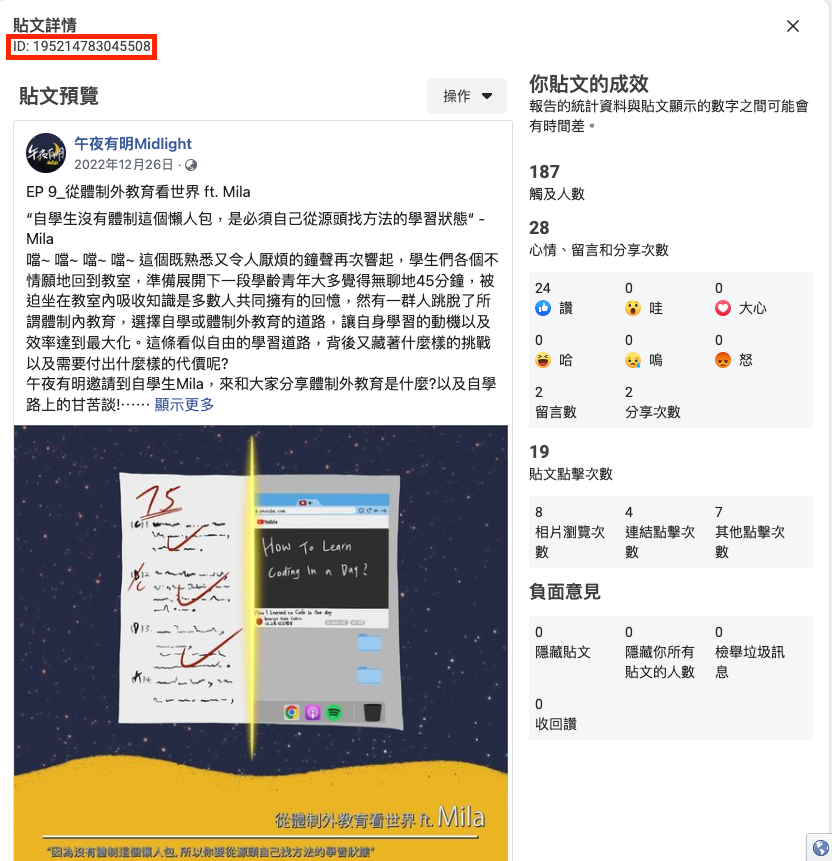 貼文詳情
ID: 195214783045508
貼文預覽
操作
午夜有明Midlight
2022年12月26日
EP 9_從體制外教育看世界 ft. Mila
“自學生沒有體制這個懶人包，是必須自己從源頭找方法的學習狀態“ -
Mila
噹~ 噹~ 噹~ 噹~ 這個既熟悉又令人厭煩的鐘聲再次響起，學生們各個不
情願地回到教室，準備展開下一段學齡青年大多覺得無聊地45分鐘，被
迫坐在教室內吸收知識是多數人共同擁有的回憶，然有一群人跳脫了所
謂體制內教育，選擇自學或體制外教育的道路，讓自身學習的動機以及
效率達到最大化。這條看似自由的學習道路，背後又藏著什麼樣的挑戰
以及需要付出什麼樣的代價呢?
午夜有明邀請到自學生Mila，來和大家分享體制外教育是什麼?以及自學
路上的甘苦談!⋯⋯ 顯示更多
75
YouTube
How To Learn
Coding In a Day?
How I Learned to Code in One day
從體制外教育看世界 ft. Mila
“因為沒有體制這個懶人包, 所以你要從源頭自己找方法的學習狀態”
你貼文的成效
報告的統計資料與貼文顯示的數字之間可能會
有時間差。
187
觸及人數
28
心情、留言和分享次數
24 0 0
讚 哇 大心
0 0 0
哈 嗚 怒
2 2
留言數 分享次數
19
貼文點擊次數
8 4 7
相片瀏覽次 連結點擊次 其他點擊次
數 數 數
負面意見
0 0 0
隱藏貼文 隱藏你所有 檢舉垃圾訊
貼文的人數 息
0
收回讚